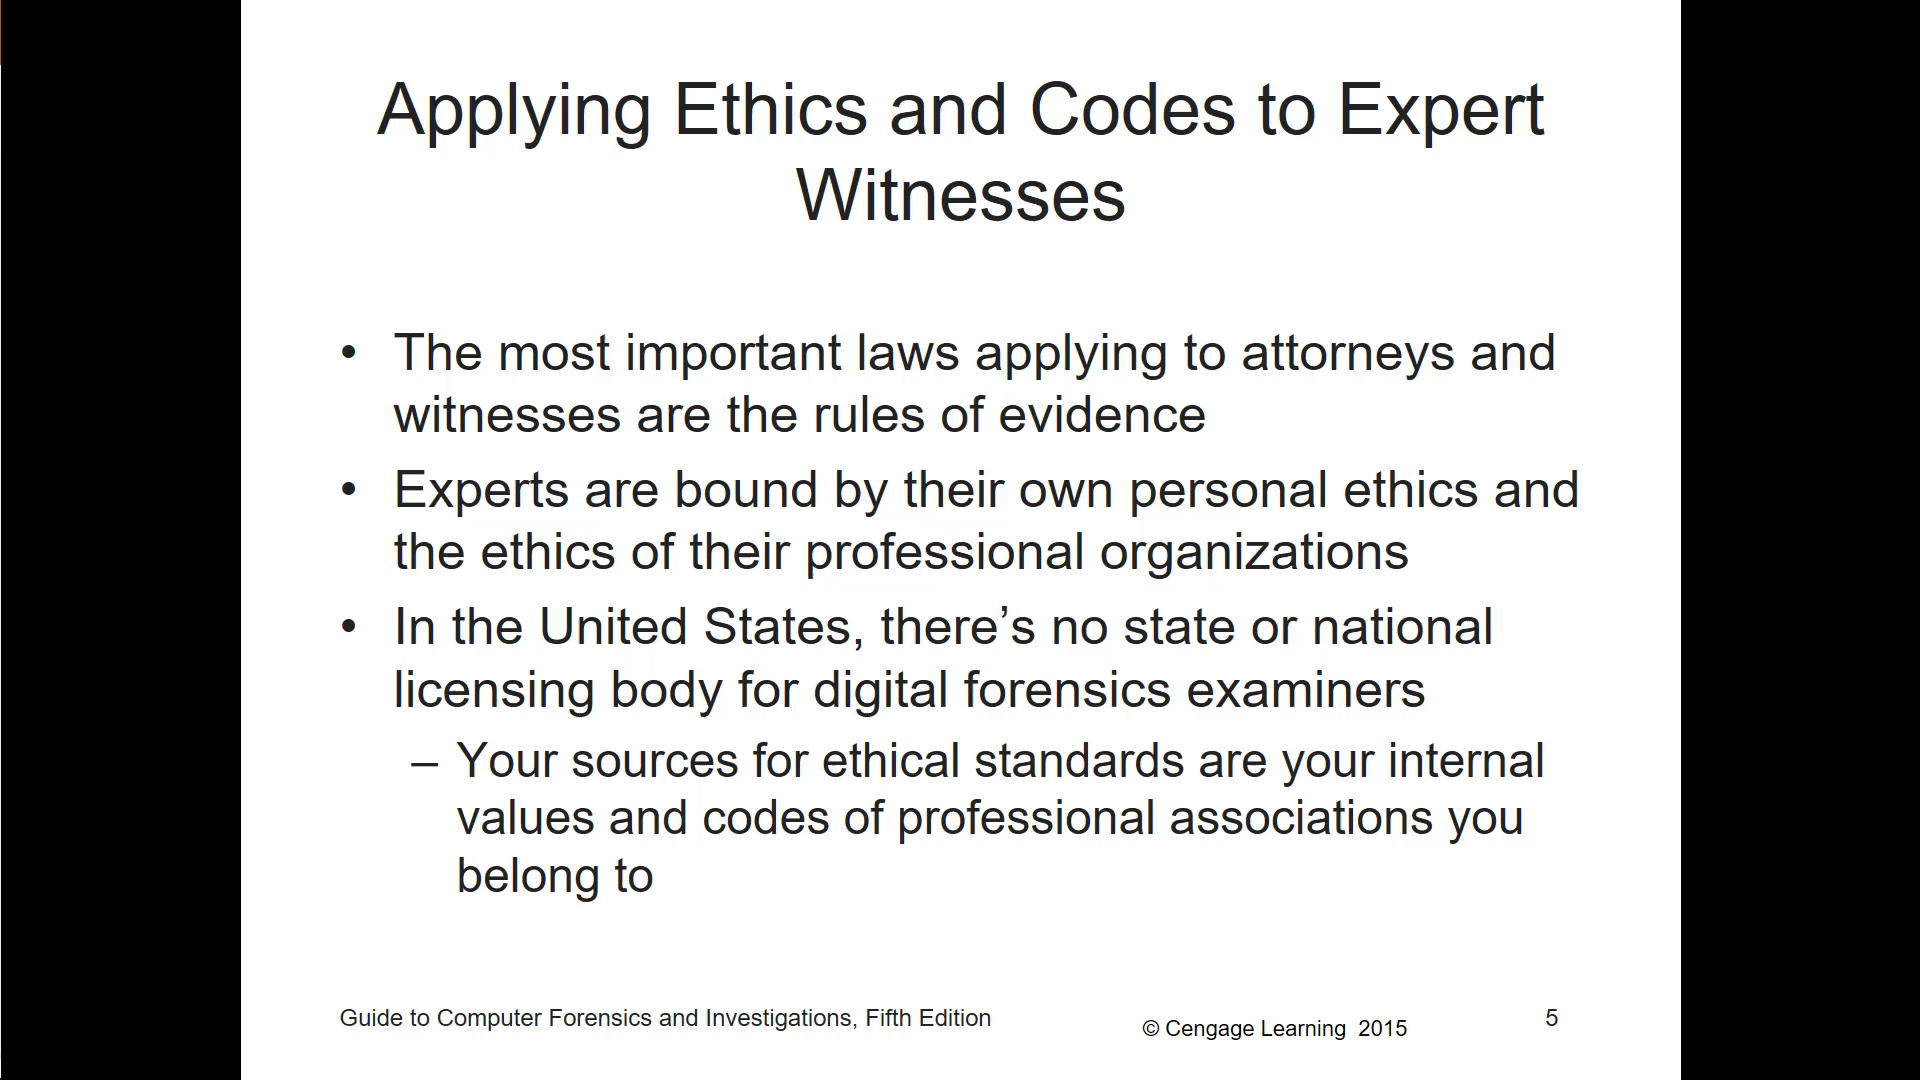 Applying Ethics and Codes to Expert
Witnesses
• The most important laws applying to attorneys and
witnesses are the rules of evidence
• Experts are bound by their own personal ethics and
the ethics of their professional organizations
• In the United States, there’s no state or national
licensing body for digital forensics examiners
– Your sources for ethical standards are your internal
values and codes of professional associations you
belong to
Guide to Computer Forensics and Investigations, Fifth Edition
© Cengage Learning 2015
5